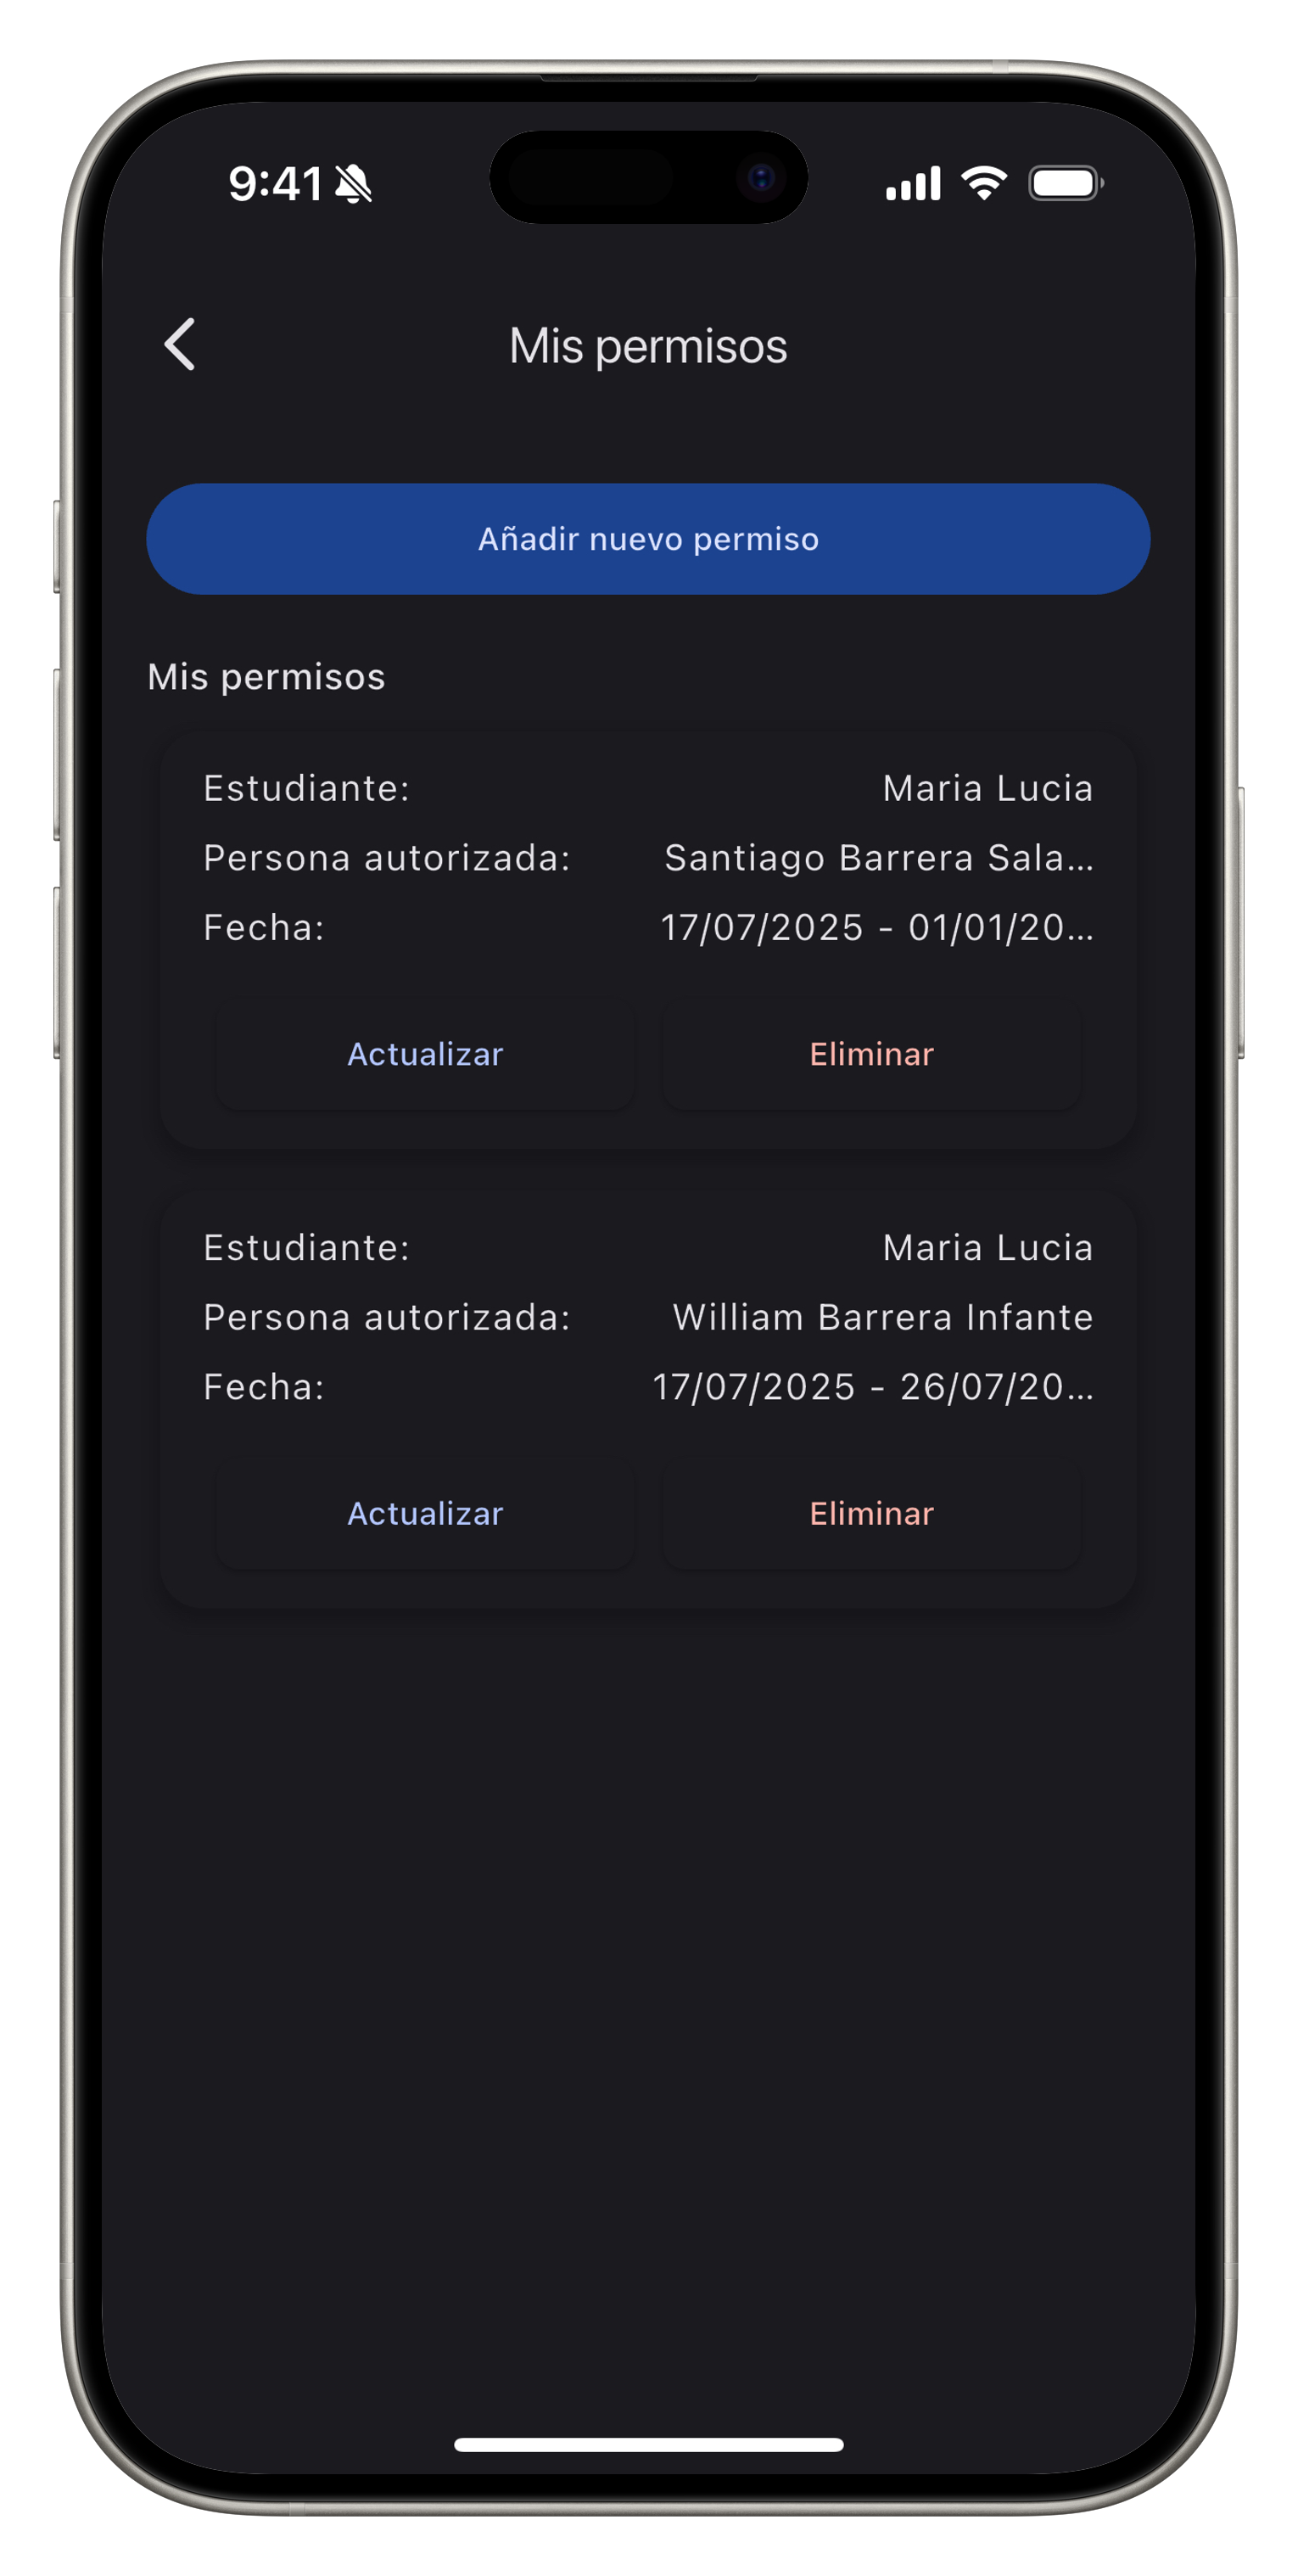 9:41
Mis permisos
Añadir nuevo permiso
Mis permisos
Estudiante: Maria Lucia
Persona autorizada: Santiago Barrera Sala...
Fecha: 17/07/2025 - 01/01/20...
Actualizar Eliminar
Estudiante: Maria Lucia
Persona autorizada: William Barrera Infante
Fecha: 17/07/2025 - 26/07/20...
Actualizar Eliminar